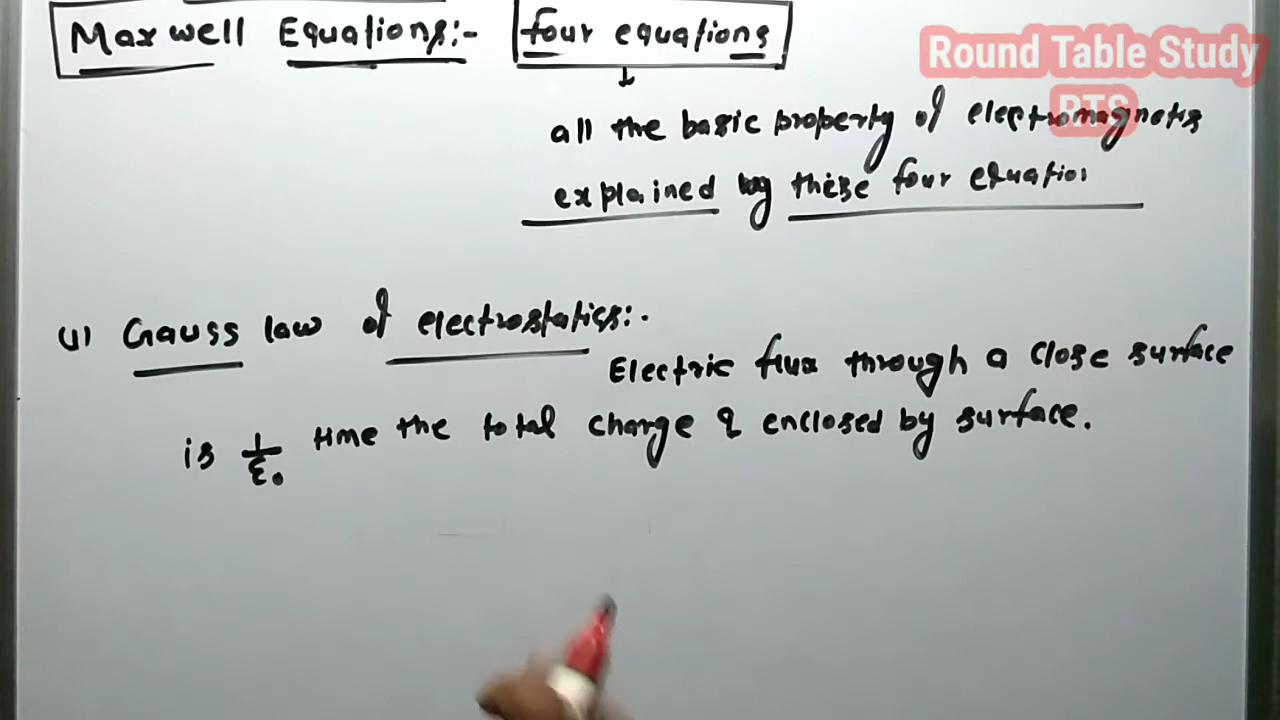 Maxwell Equations:- four equations
Round Table Study
RTS
all the basic property of electromagnetis
explained by these four equation
(1) Gauss law of electrostatics:-
Electric flux through a close surface
is 1/ε₀ time the total charge q enclosed by surface.